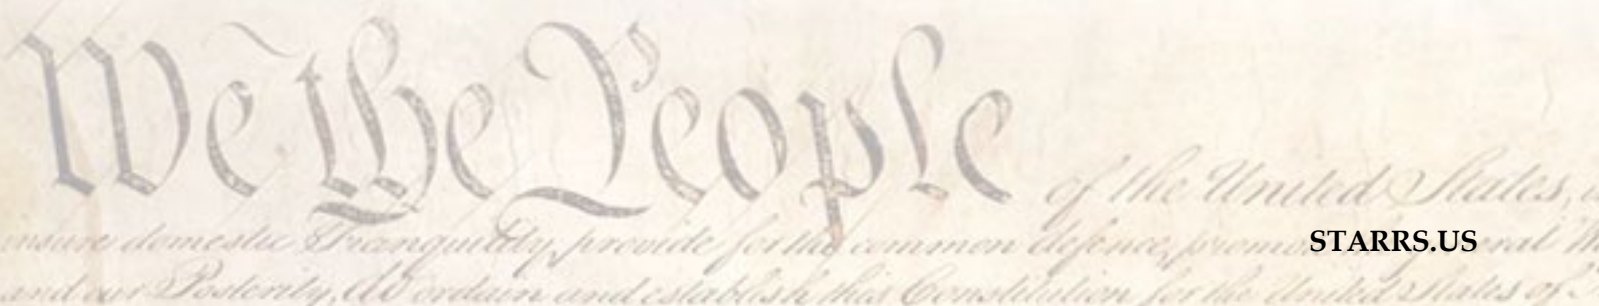 We the People of the United States,
insure domestic Tranquility, provide for the common defence, promo
STARRS.US
and our Posterity, do ordain and establish this Constitution for the United States of